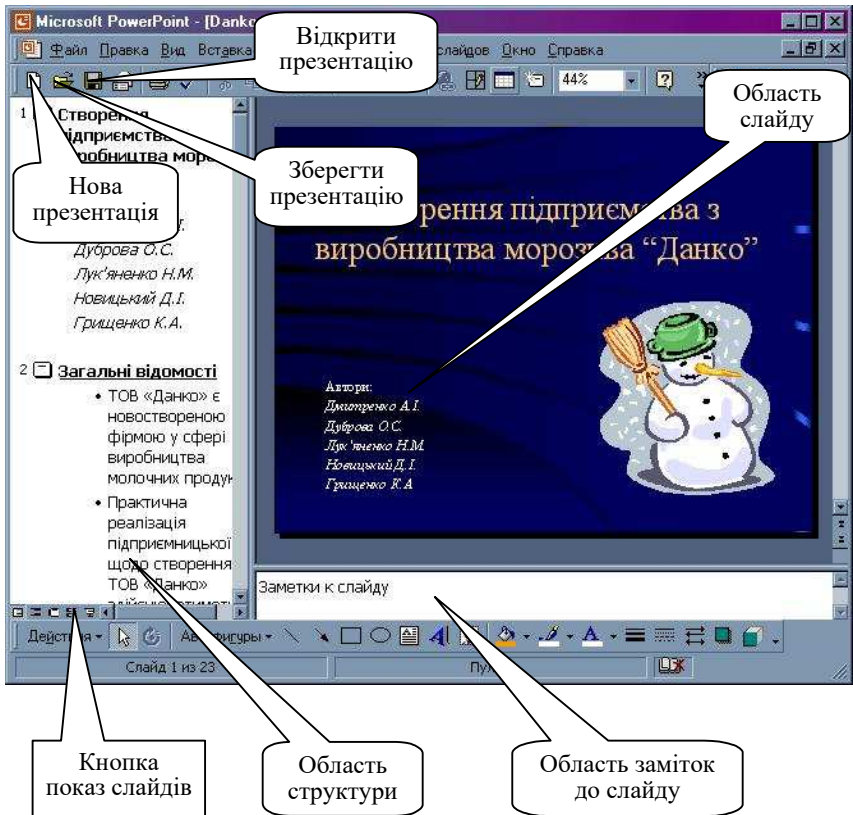 Microsoft PowerPoint - [Danko
Файл Правка Вид Вставка
слайдов Окно Справка
Відкрити
презентацію
44%
Область
слайду
1 Створення
підприємства
виробництва моро
Зберегти
презентацію
Нова
презентація
Дуброва О.С.
Лук'яненко Н.М.
Новицький Д.І.
Грищенко К.А.
2 Загальні відомості
• ТОВ «Данко» є
новоствореною
фірмою у сфері
виробництва
молочних продук
• Практична
реалізація
підприємницької
щодо створення
ТОВ «Данко»
рення підприємства з
виробництва морозива “Данко”
Автори:
Дмитренко А.І.
Дуброва О.С.
Лук'яненко Н.М.
Новицький Д.І.
Грищенко К.А
Заметки к слайду
Действия Автофигуры
Слайд 1 из 23
Кнопка
показ слайдів
Область
структури
Область заміток
до слайду